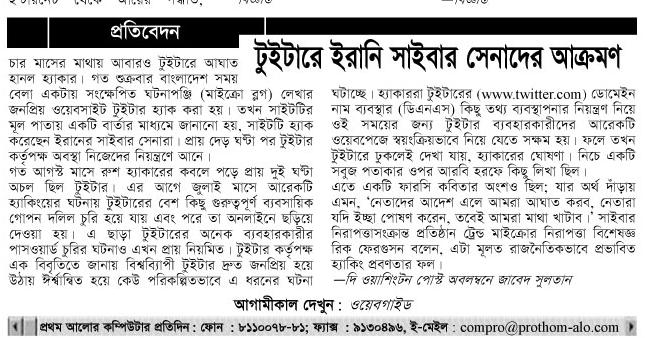 প্রতিবেদন
টুইটারে ইরানি সাইবার সেনাদের আক্রমণ
চার মাসের মাথায় আবারও টুইটারে আঘাত
হানল হ্যাকার। গত শুক্রবার বাংলাদেশ সময়
বেলা একটায় সংক্ষেপিত ঘটনাপঞ্জি (মাইক্রো ব্লগ) লেখার
জনপ্রিয় ওয়েবসাইট টুইটার হ্যাক করা হয়। তখন সাইটটির
মূল পাতায় একটি বার্তার মাধ্যমে জানানো হয়, সাইটটি হ্যাক
করেছেন ইরানের সাইবার সেনারা। প্রায় দেড় ঘণ্টা পর টুইটার
কর্তৃপক্ষ অবস্থা নিজেদের নিয়ন্ত্রণে আনে।
গত আগস্ট মাসে রুশ হ্যাকারের কবলে পড়ে প্রায় দুই ঘণ্টা
অচল ছিল টুইটার। এর আগে জুলাই মাসে আরেকটি
হ্যাকিংয়ের ঘটনায় টুইটারের বেশ কিছু গুরুত্বপূর্ণ ব্যবসায়িক
গোপন দলিল চুরি হয়ে যায় এবং পরে তা অনলাইনে ছড়িয়ে
দেওয়া হয়। এ ছাড়া টুইটারের অনেক ব্যবহারকারীর
পাসওয়ার্ড চুরির ঘটনাও এখন প্রায় নিয়মিত। টুইটার কর্তৃপক্ষ
এক বিবৃতিতে জানায় বিশ্বব্যাপী টুইটার দ্রুত জনপ্রিয় হয়ে
উঠায় ঈর্ষান্বিত হয়ে কেউ পরিকল্পিতভাবে এ ধরনের ঘটনা
ঘটাচ্ছে। হ্যাকাররা টুইটারের (www.twitter.com) ডোমেইন
নাম ব্যবস্থার (ডিএনএস) কিছু তথ্য ব্যবস্থাপনার নিয়ন্ত্রণ নিয়ে
ওই সময়ের জন্য টুইটার ব্যবহারকারীদের আরেকটি
ওয়েবপেজে স্বয়ংক্রিয়ভাবে নিয়ে যেতে সক্ষম হয়। ফলে তখন
টুইটারে ঢুকলেই দেখা যায়, হ্যাকারের ঘোষণা। নিচে একটি
সবুজ পতাকার ওপর আরবি হরফে কিছু লিখা ছিল।
এতে একটি ফারসি কবিতার অংশও ছিল; যার অর্থ দাঁড়ায়
এমন, ‘নেতাদের আদেশ এলে আমরা আঘাত করব, নেতারা
যদি ইচ্ছা পোষণ করেন, তবেই আমরা মাথা খাটাব।’ সাইবার
নিরাপত্তাসংক্রান্ত প্রতিষ্ঠান ট্রেন্ড মাইক্রোর নিরাপত্তা বিশেষজ্ঞ
রিক ফেরগুসন বলেন, এটা মূলত রাজনৈতিকভাবে প্রভাবিত
হ্যাকিং প্রবণতার ফল।
—দি ওয়াশিংটন পোস্ট অবলম্বনে জাবেদ সুলতান
আগামীকাল দেখুন : ওয়েবগাইড
প্রথম আলোর কম্পিউটার প্রতিদিন : ফোন : ৮১১০০৭৮-৮১; ফ্যাক্স : ৯১৩০৪৯৬, ই-মেইল : compro@prothom-alo.com